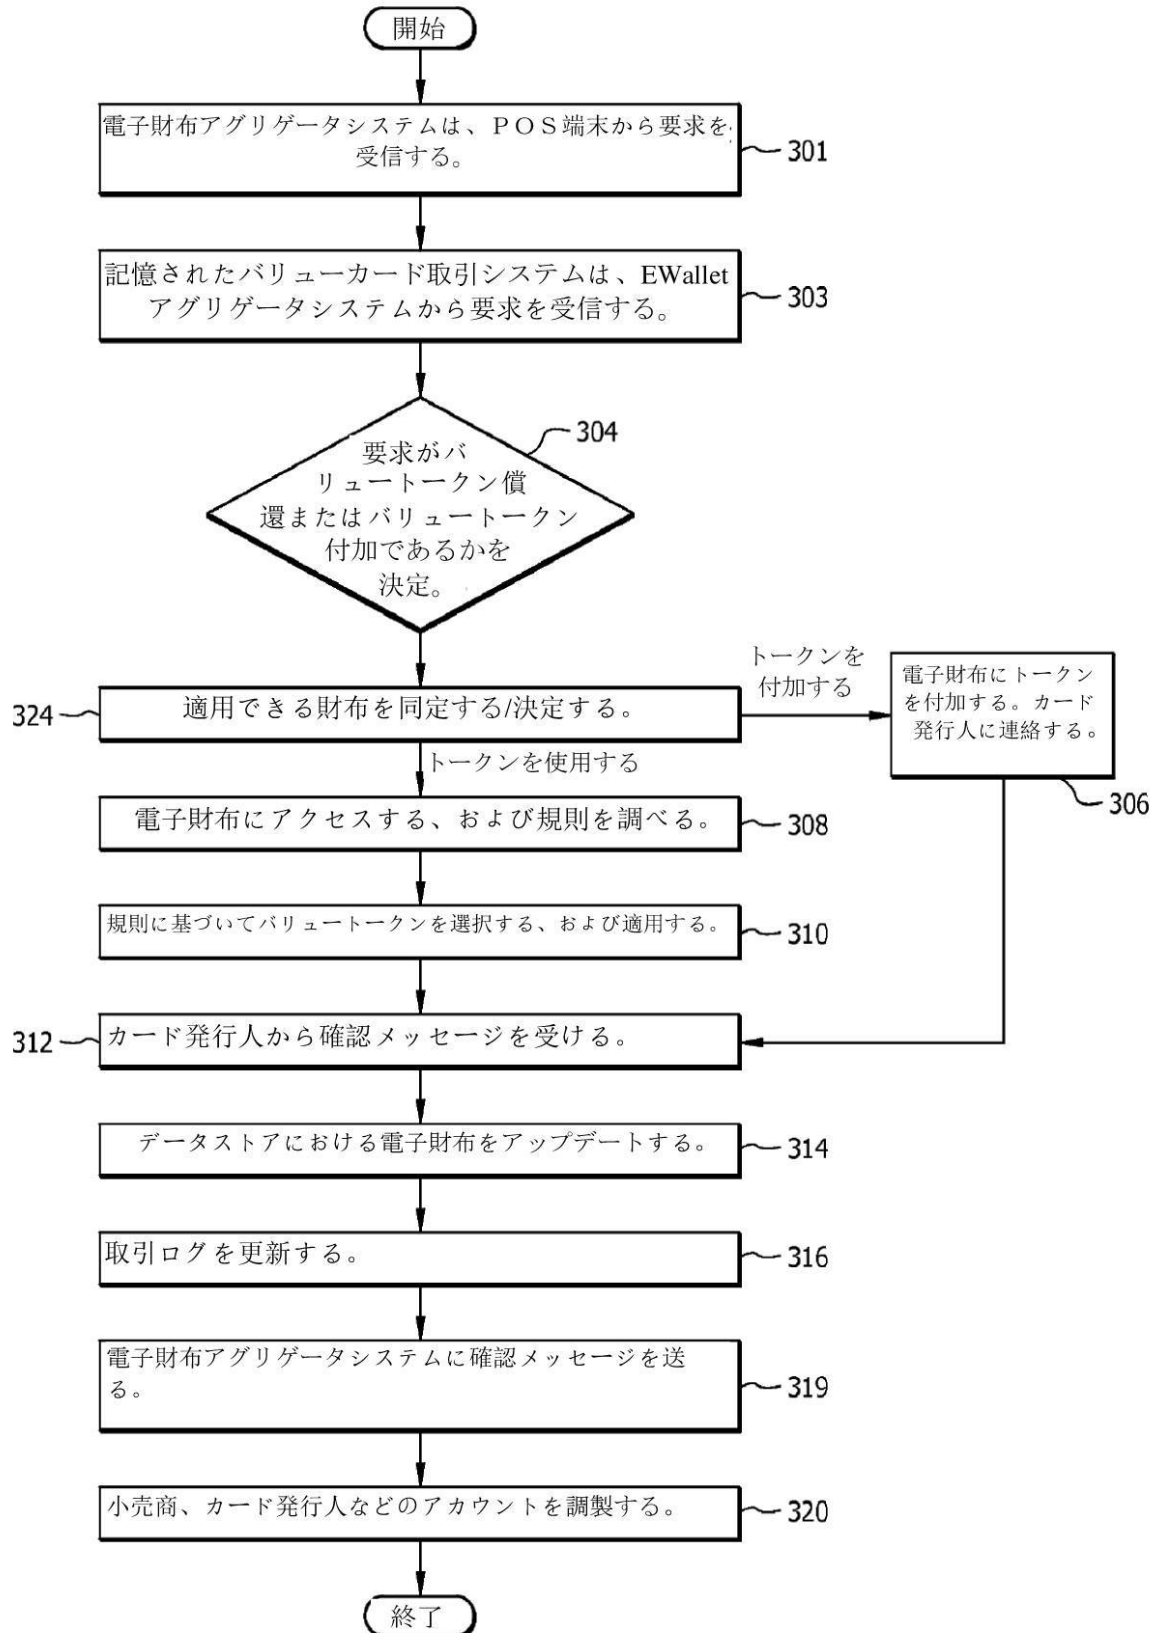 開始
電子財布アグリゲータシステムは、ＰＯＳ端末から要求を
受信する。
301
記憶されたバリューカード取引システムは、EWallet
アグリゲータシステムから要求を受信する。
303
304
要求がバ
リュートークン償
還またはバリュートークン
付加であるかを
決定。
324
適用できる財布を同定する/決定する。
トークンを
付加する
電子財布にトークン
を付加する。カード
発行人に連絡する。
306
トークンを使用する
電子財布にアクセスする、および規則を調べる。
308
規則に基づいてバリュートークンを選択する、および適用する。
310
312
カード発行人から確認メッセージを受ける。
データストアにおける電子財布をアップデートする。
314
取引ログを更新する。
316
電子財布アグリゲータシステムに確認メッセージを送
る。
319
小売商、カード発行人などのアカウントを調製する。
320
終了